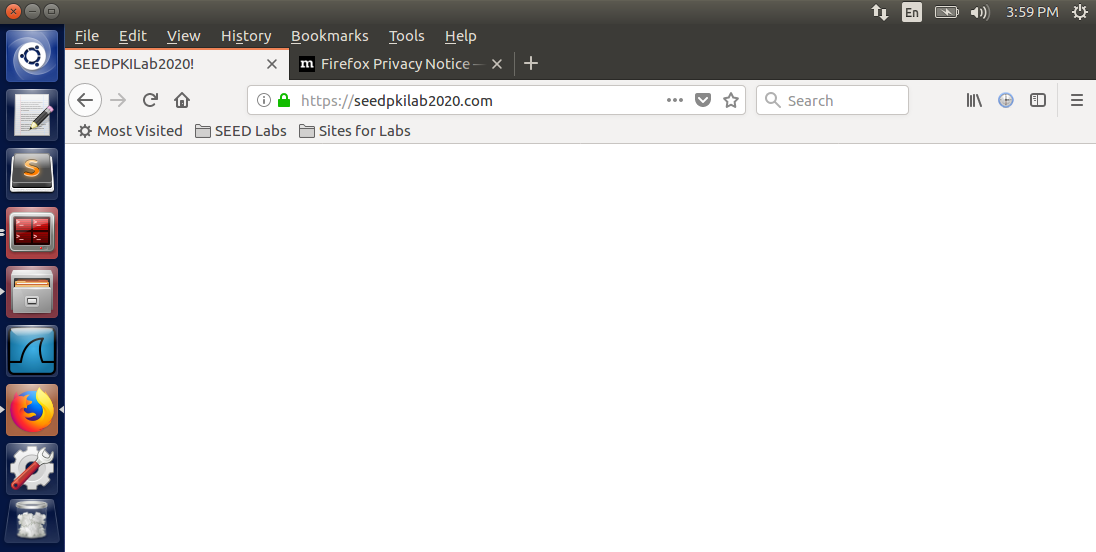 En 3:59 PM
File Edit View History Bookmarks Tools Help
SEEDPKILab2020! m Firefox Privacy Notice —
https://seedpkilab2020.com Search
Most Visited SEED Labs Sites for Labs